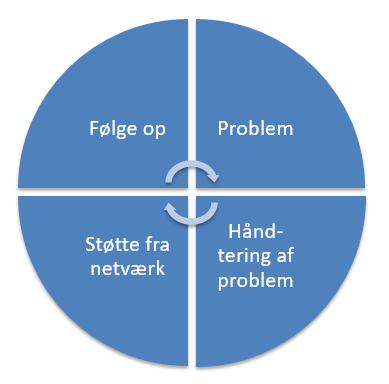 Følge op
Problem
Støtte fra
netværk
Hånd-
tering af
problem